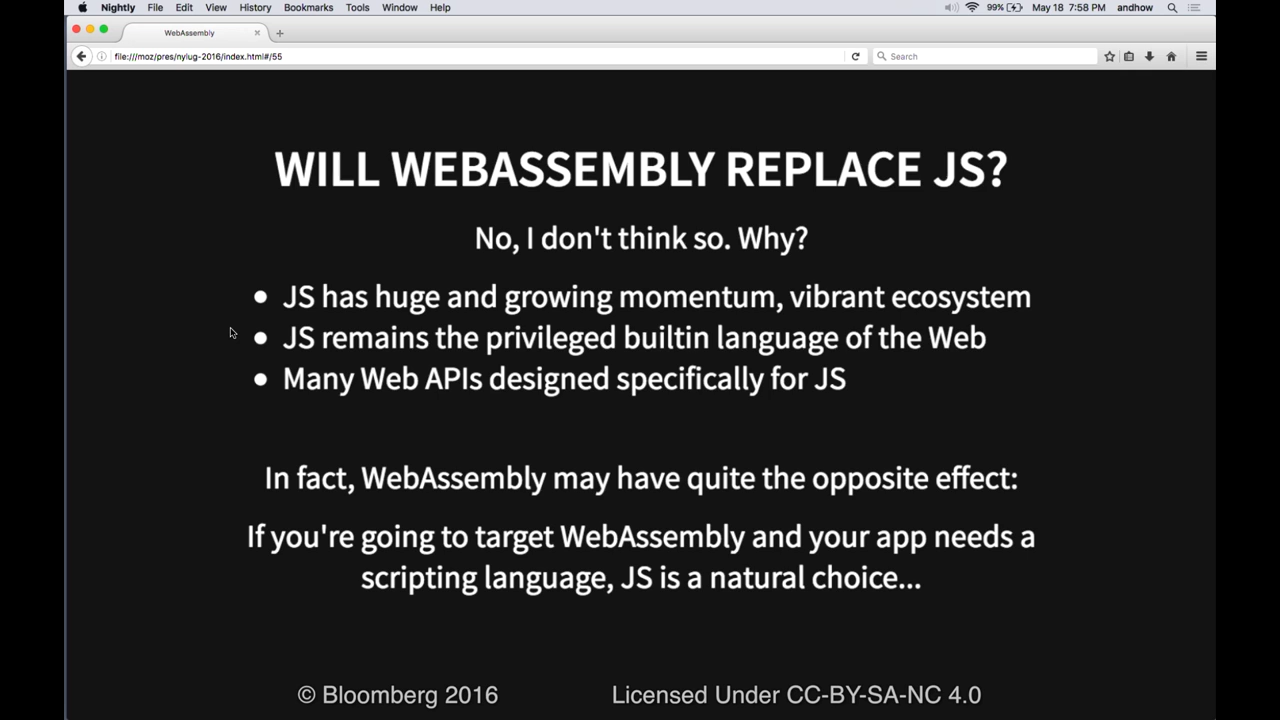 Nightly File Edit View History Bookmarks Tools Window Help 99% May 18 7:58 PM andhow
WebAssembly
file:///moz/pres/nylug-2016/index.html#/55 Search
WILL WEBASSEMBLY REPLACE JS?
No, I don't think so. Why?
• JS has huge and growing momentum, vibrant ecosystem
• JS remains the privileged builtin language of the Web
• Many Web APIs designed specifically for JS
In fact, WebAssembly may have quite the opposite effect:
If you're going to target WebAssembly and your app needs a
scripting language, JS is a natural choice...
© Bloomberg 2016 Licensed Under CC-BY-SA-NC 4.0